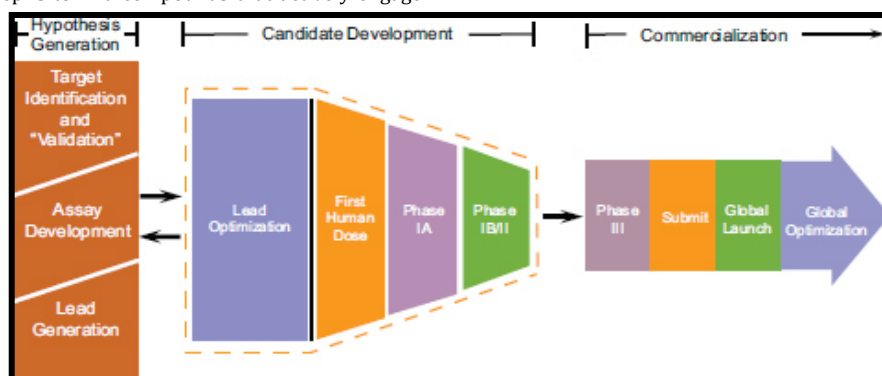 Hypothesis
Generation
Candidate Development
Commercialization
Target
Identification
and
“Validation”
Assay
Development
Lead
Generation
Lead
Optimization
First
Human
Dose
Phase
IA
Phase
IB/II
Phase
III
Submit
Global
Launch
Global
Optimization